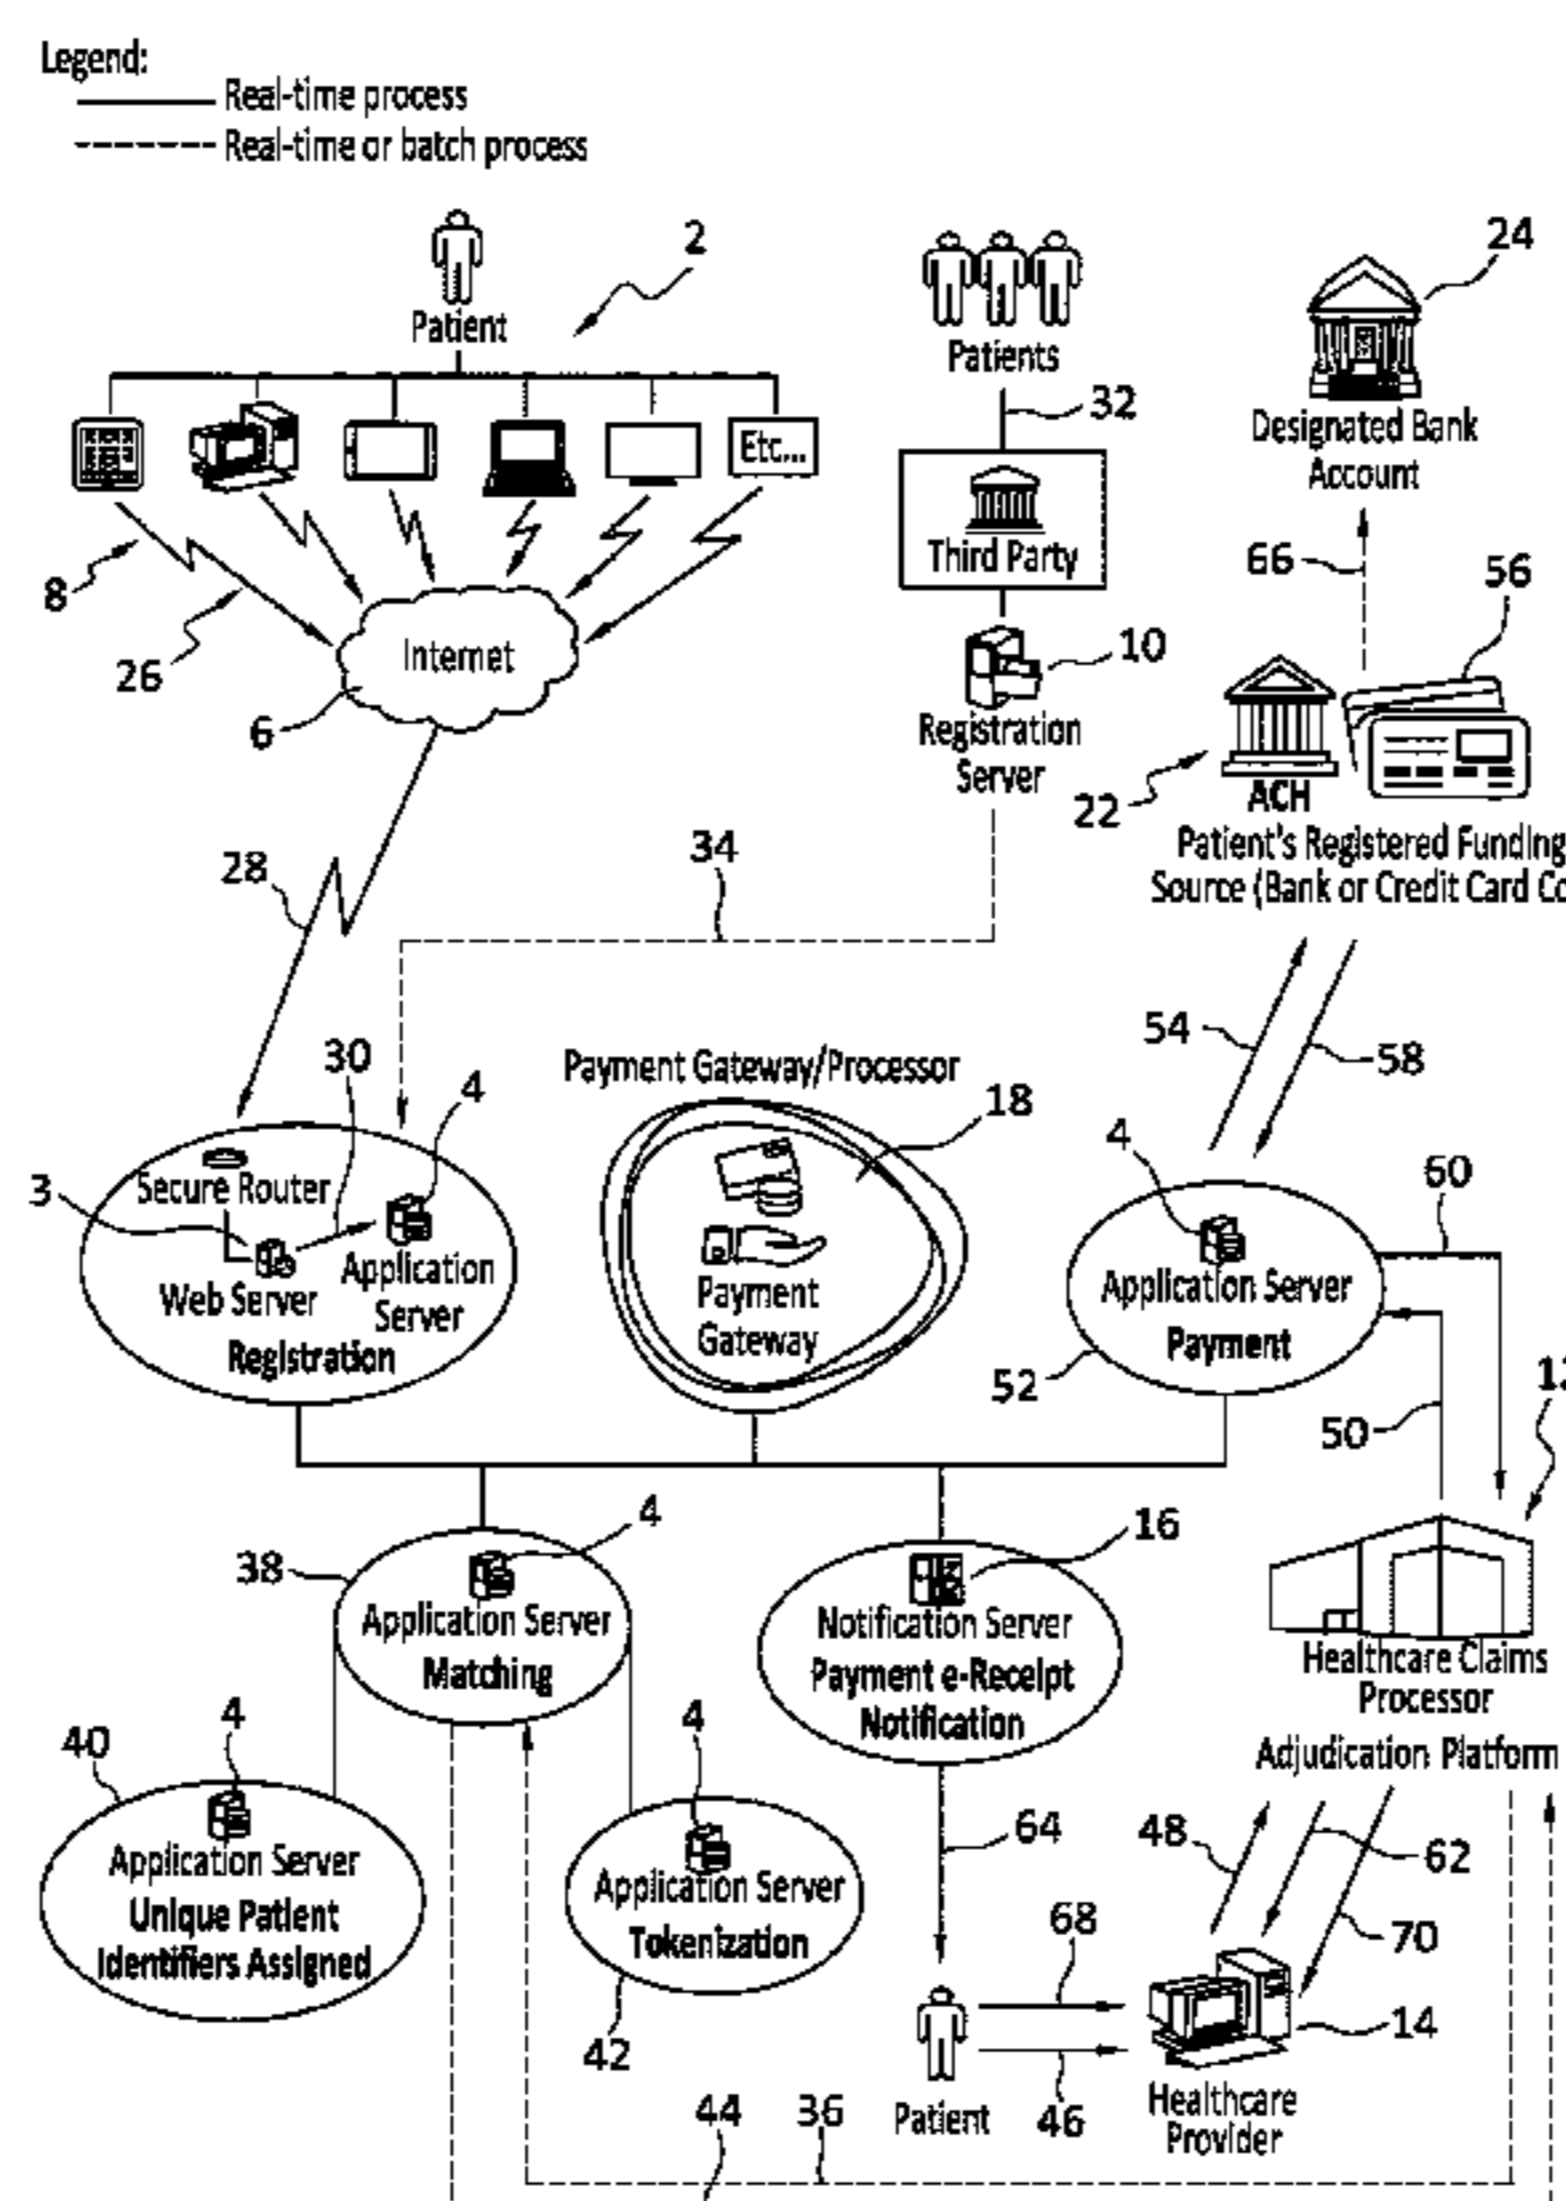 Legend:
Real-time process
Real-time or batch process
2
24
Patient
Patients
32
Etc...
Designated Bank
Account
Third Party
66
56
8
26
Internet
6
10
Registration
Server
22
ACH
34
28
Patient's Registered Funding
Source (Bank or Credit Card Co
54
58
30
4
Payment Gateway/Processor
18
4
3
Secure Router
60
Application
Server
Web Server
Registration
Payment
Gateway
Application Server
Payment
52
50
4
16
38
Application Server
Matching
Notification Server
Payment e-Receipt
Notification
Healthcare Claims
Processor
Adjudication Platform
40
4
4
64
48
62
Application Server
Unique Patient
Identifiers Assigned
Application Server
Tokenization
68
70
42
14
44
36
Patient
46
Healthcare
Provider